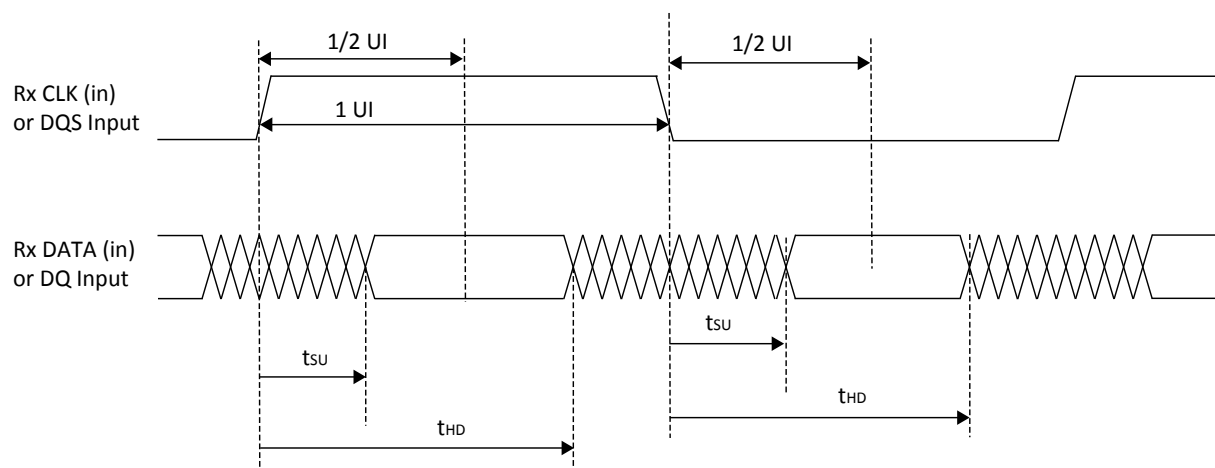 1/2 UI
1/2 UI
Rx CLK (in)
or DQS Input
1 UI
Rx DATA (in)
or DQ Input
tSU
tSU
tHD
tHD